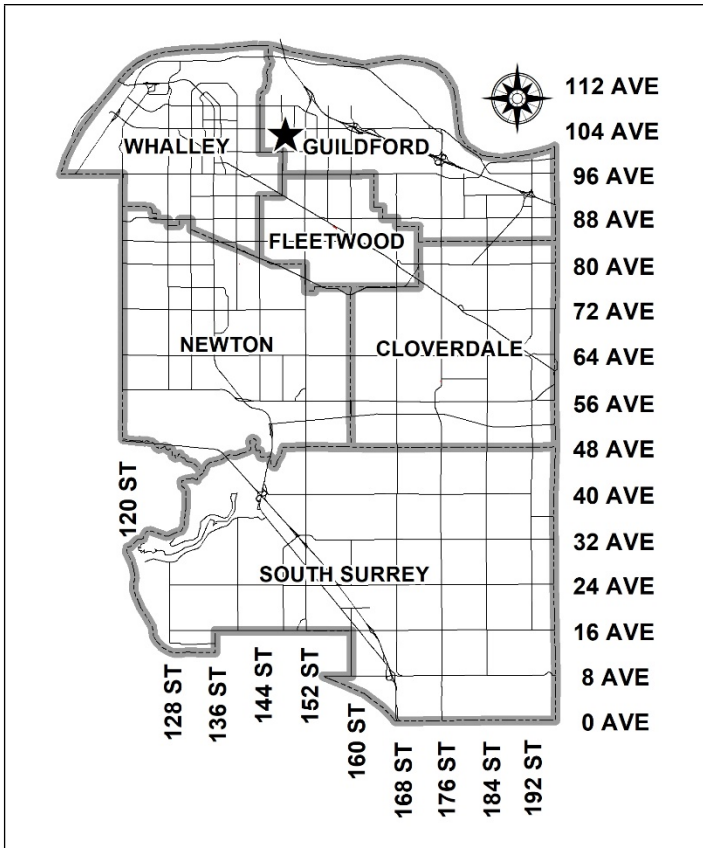 112 AVE
104 AVE
WHALLEY
GUILDFORD
96 AVE
88 AVE
FLEETWOOD
80 AVE
72 AVE
NEWTON
CLOVERDALE
64 AVE
56 AVE
48 AVE
120 ST
40 AVE
32 AVE
SOUTH SURREY
24 AVE
16 AVE
8 AVE
0 AVE
128 ST
136 ST
144 ST
152 ST
160 ST
168 ST
176 ST
184 ST
192 ST